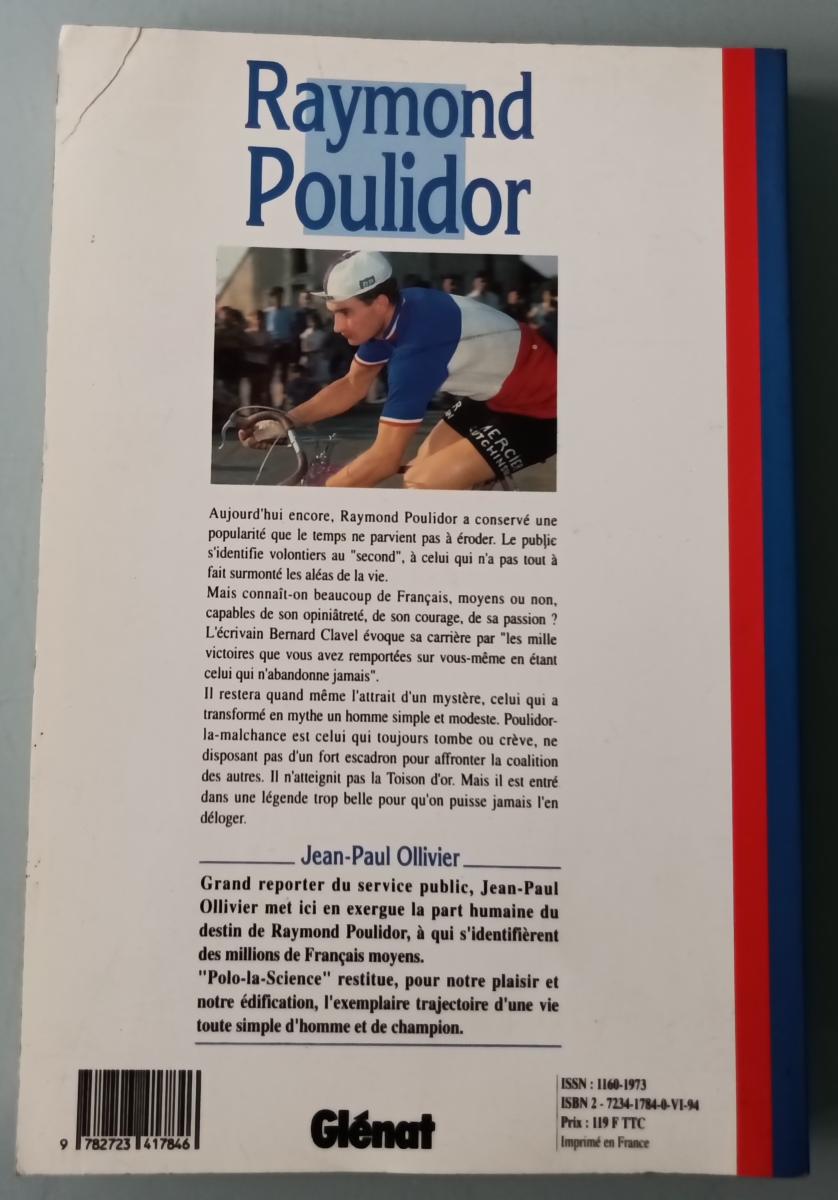 Raymond
Poulidor
MERCIER
HUTCHINSON
Aujourd'hui encore, Raymond Poulidor a conservé une
popularité que le temps ne parvient pas à éroder. Le public
s'identifie volontiers au "second", à celui qui n'a pas tout à
fait surmonté les aléas de la vie.
Mais connaît-on beaucoup de Français, moyens ou non,
capables de son opiniâtreté, de son courage, de sa passion ?
L'écrivain Bernard Clavel évoque sa carrière par "les mille
victoires que vous avez remportées sur vous-même en étant
celui qui n'abandonne jamais".
Il restera quand même l'attrait d'un mystère, celui qui a
transformé en mythe un homme simple et modeste. Poulidor-
la-malchance est celui qui toujours tombe ou crève, ne
disposant pas d'un fort escadron pour affronter la coalition
des autres. Il n'atteignit pas la Toison d'or. Mais il est entré
dans une légende trop belle pour qu'on puisse jamais l'en
déloger.
Jean-Paul Ollivier
Grand reporter du service public, Jean-Paul
Ollivier met ici en exergue la part humaine du
destin de Raymond Poulidor, à qui s'identifièrent
des millions de Français moyens.
"Polo-la-Science" restitue, pour notre plaisir et
notre édification, l'exemplaire trajectoire d'une vie
toute simple d'homme et de champion.
9 782723 417846
Glénat
ISSN : 1160-1973
ISBN 2 - 7234-1784-0-VI-94
Prix : 119 F TTC
Imprimé en France